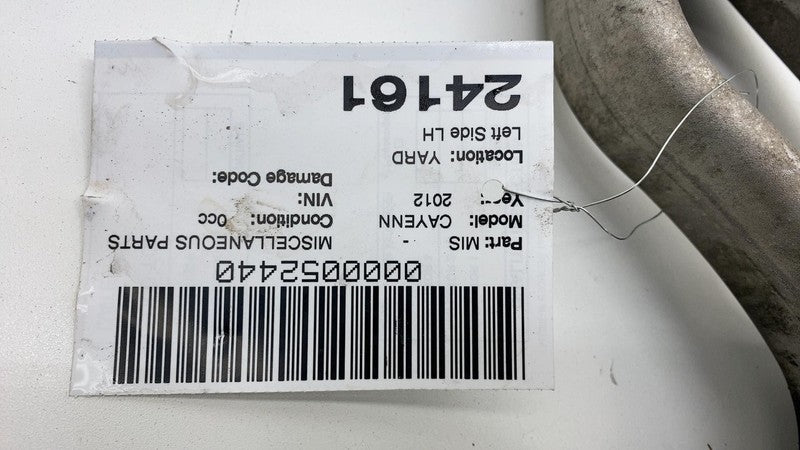 0000052440
Part: MIS - MISCELLANEOUS PARTS
Model: CAYENN Condition: 0cc
Year: 2012 VIN:
Damage Code:
Location: YARD
Left Side LH
24161